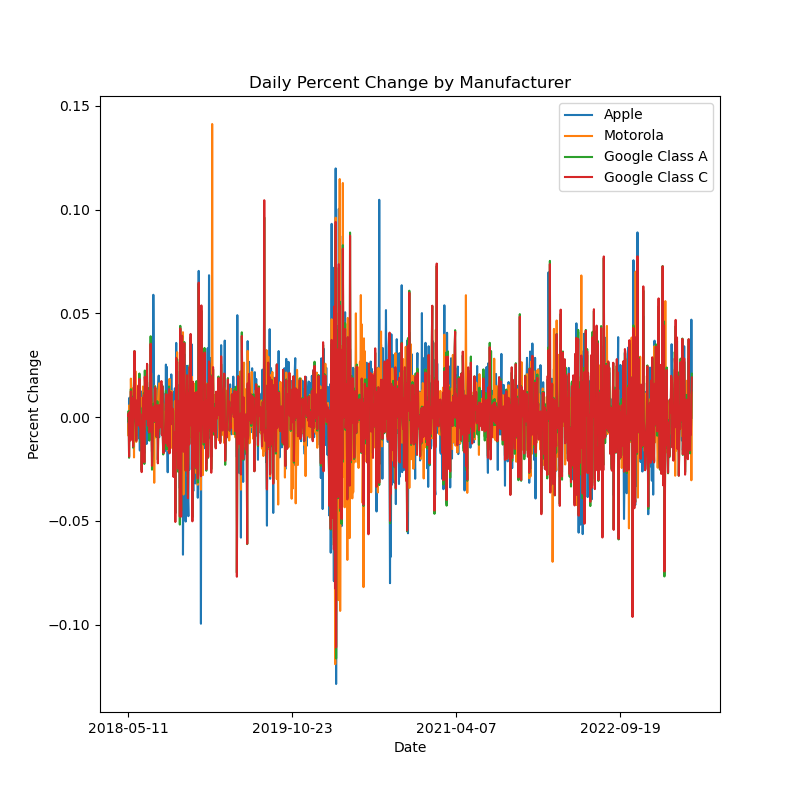 Daily Percent Change by Manufacturer
0.15
0.10
0.05
0.00
−0.05
−0.10
Percent Change
Apple
Motorola
Google Class A
Google Class C
2018-05-11 2019-10-23 2021-04-07 2022-09-19
Date